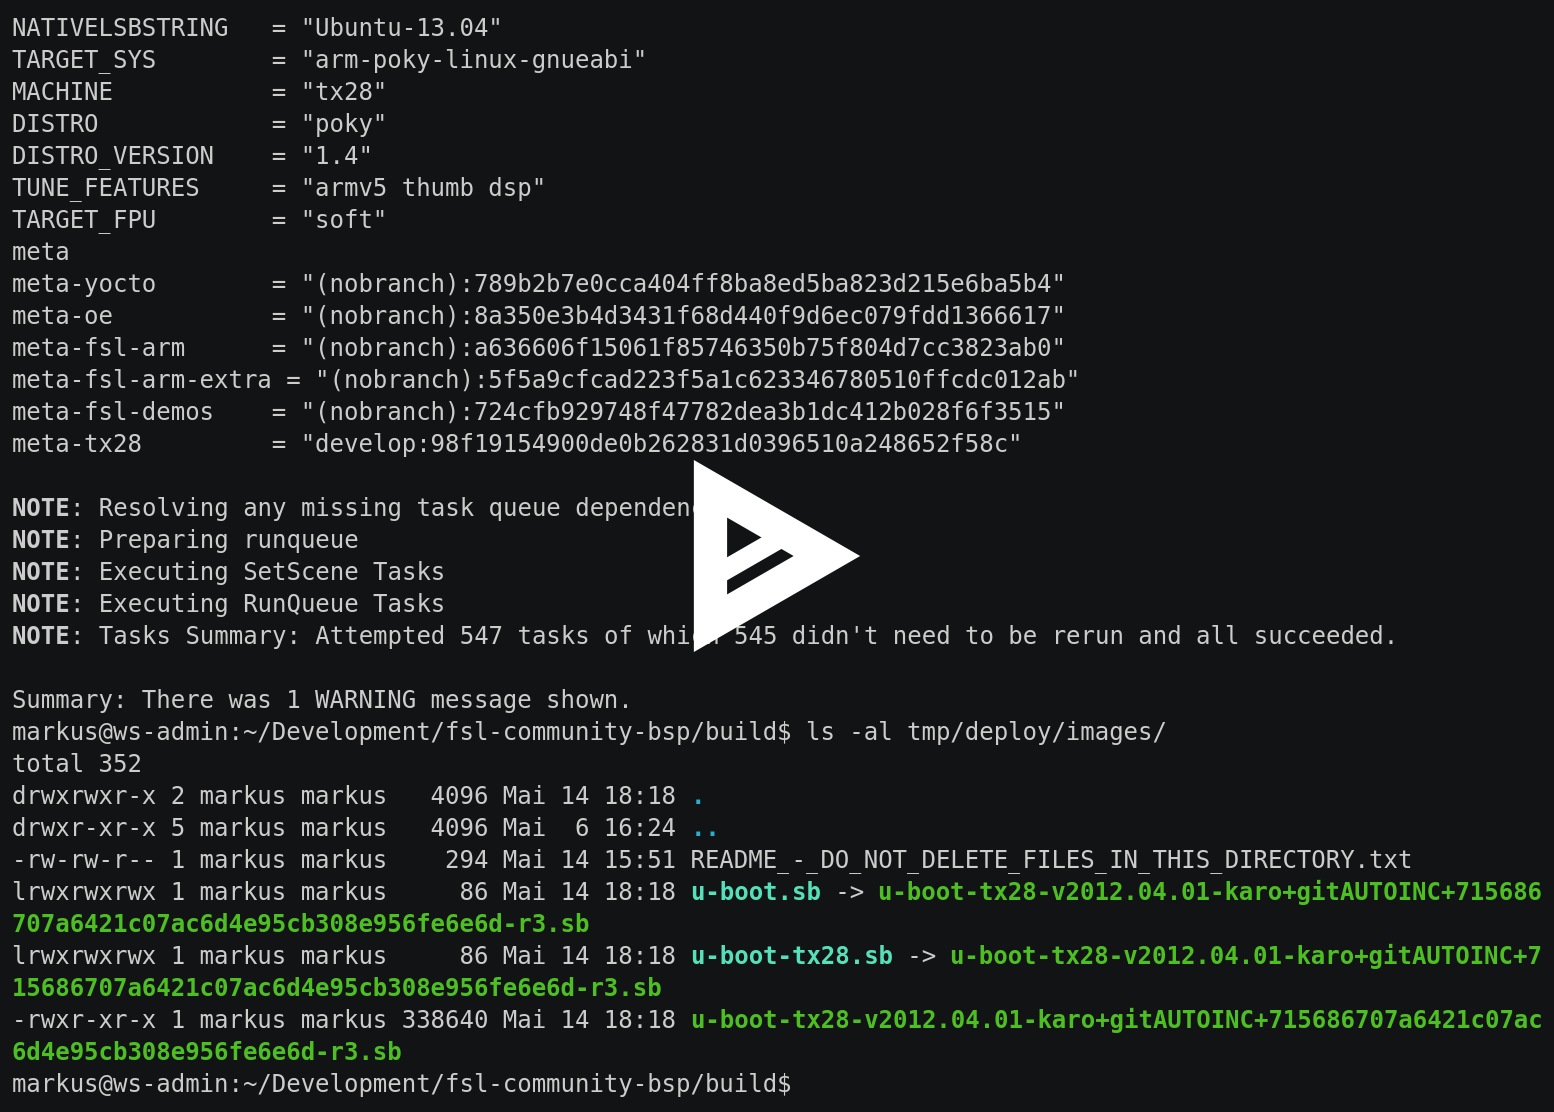 NATIVELSBSTRING   = "Ubuntu-13.04"
TARGET_SYS        = "arm-poky-linux-gnueabi"
MACHINE           = "tx28"
DISTRO            = "poky"
DISTRO_VERSION    = "1.4"
TUNE_FEATURES     = "armv5 thumb dsp"
TARGET_FPU        = "soft"
meta
meta-yocto        = "(nobranch):789b2b7e0cca404ff8ba8ed5ba823d215e6ba5b4"
meta-oe           = "(nobranch):8a350e3b4d3431f68d440f9d6ec079fdd1366617"
meta-fsl-arm      = "(nobranch):a636606f15061f85746350b75f804d7cc3823ab0"
meta-fsl-arm-extra = "(nobranch):5f5a9cfcad223f5a1c623346780510ffcdc012ab"
meta-fsl-demos    = "(nobranch):724cfb929748f47782dea3b1dc412b028f6f3515"
meta-tx28         = "develop:98f19154900de0b262831d0396510a248652f58c"
NOTE: Resolving any missing task queue
NOTE: Preparing runqueue
NOTE: Executing SetScene Tasks
NOTE: Executing RunQueue Tasks
NOTE: Tasks Summary: Attempted 547 tasks of which 545 didn't need to be rerun and all succeeded.
Summary: There was 1 WARNING message shown.
markus@ws-admin:~/Development/fsl-community-bsp/build$ ls -al tmp/deploy/images/
total 352
drwxrwxr-x 2 markus markus   4096 Mai 14 18:18 .
drwxr-xr-x 5 markus markus   4096 Mai  6 16:24 ..
-rw-rw-r-- 1 markus markus    294 Mai 14 15:51 README_-_DO_NOT_DELETE_FILES_IN_THIS_DIRECTORY.txt
lrwxrwxrwx 1 markus markus     86 Mai 14 18:18 u-boot.sb -> u-boot-tx28-v2012.04.01-karo+gitAUTOINC+715686
707a6421c07ac6d4e95cb308e956fe6e6d-r3.sb
lrwxrwxrwx 1 markus markus     86 Mai 14 18:18 u-boot-tx28.sb -> u-boot-tx28-v2012.04.01-karo+gitAUTOINC+7
15686707a6421c07ac6d4e95cb308e956fe6e6d-r3.sb
-rwxr-xr-x 1 markus markus 338640 Mai 14 18:18 u-boot-tx28-v2012.04.01-karo+gitAUTOINC+715686707a6421c07ac
6d4e95cb308e956fe6e6d-r3.sb
markus@ws-admin:~/Development/fsl-community-bsp/build$